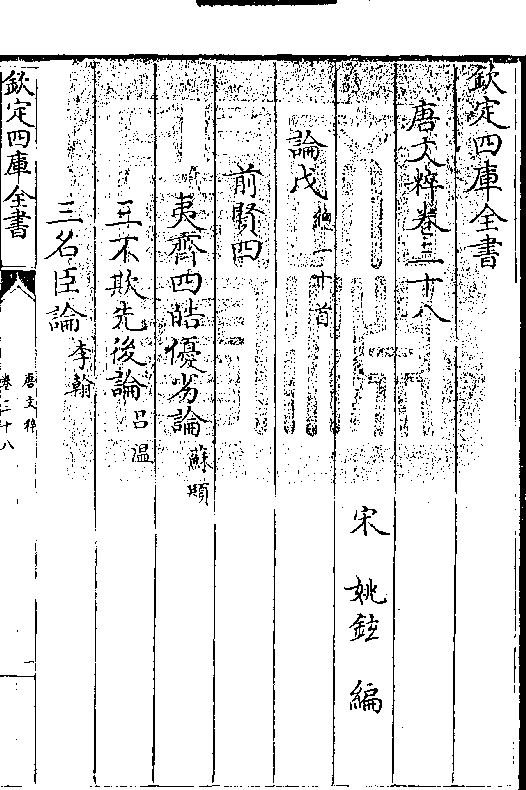 欽定四庫全書
唐文粹卷三十八
宋 姚鉉 編
論戊總一十首
前賢四
夷齊四皓優劣論 蘇頲
三不欺先後論 呂温
三名臣論 李翰
欽定四庫全書
唐文粹
卷三十八
一